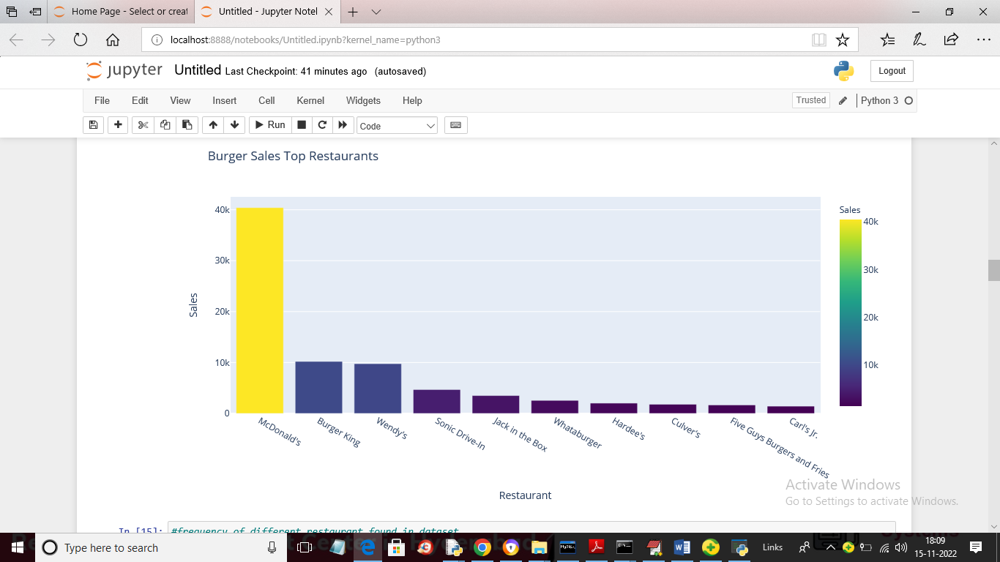 Home Page - Select or creat
Untitled - Jupyter Notel
localhost:8888/notebooks/Untitled.ipynb?kernel_name=python3
jupyter Untitled Last Checkpoint: 41 minutes ago (autosaved)
Logout
File Edit View Insert Cell Kernel Widgets Help
Trusted
Python 3
Run
Code
Burger Sales Top Restaurants
Sales
40k
30k
20k
10k
0
McDonald's
Burger King
Wendy's
Sonic Drive-In
Jack in the Box
Whataburger
Hardee's
Culver's
Five Guys Burgers and Fries
Carl's Jr.
Restaurant
Sales
40k
30k
20k
10k
Activate Windows
Go to Settings to activate Windows.
In [15]: #frequency of different restaurant found in dataset
Type here to search
Links
18:09
15-11-2022